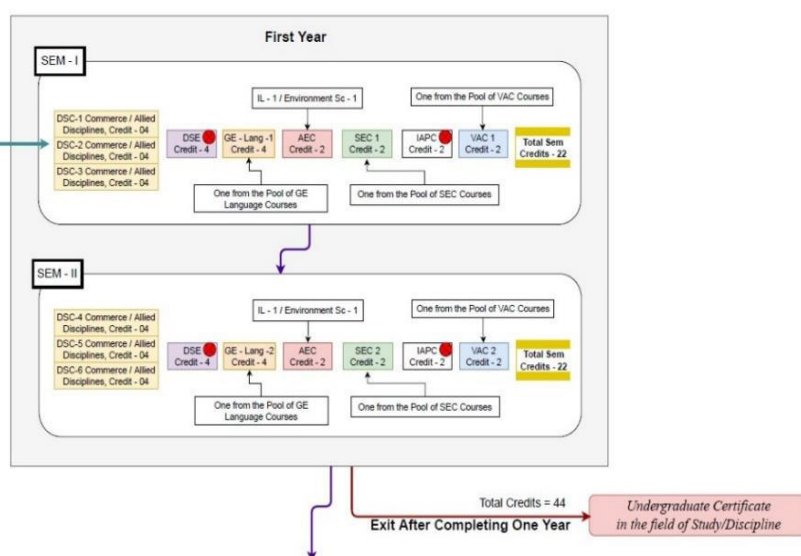 First Year
SEM - I
IL - 1 / Environment Sc - 1
One from the Pool of VAC Courses
DSC-1 Commerce / Allied
Disciplines, Credit - 04
DSC-2 Commerce / Allied
Disciplines, Credit - 04
DSC-3 Commerce / Allied
Disciplines, Credit - 04
DSE
Credit - 4
GE - Lang -1
Credit - 4
AEC
Credit - 2
SEC 1
Credit - 2
IAPC
Credit - 2
VAC 1
Credit - 2
Total Sem
Credits - 22
One from the Pool of GE
Language Courses
One from the Pool of SEC Courses
SEM - II
IL - 1 / Environment Sc - 1
One from the Pool of VAC Courses
DSC-4 Commerce / Allied
Disciplines, Credit - 04
DSC-5 Commerce / Allied
Disciplines, Credit - 04
DSC-6 Commerce / Allied
Disciplines, Credit - 04
DSE
Credit - 4
GE - Lang -2
Credit - 4
AEC
Credit - 2
SEC 2
Credit - 2
IAPC
Credit - 2
VAC 2
Credit - 2
Total Sem
Credits - 22
One from the Pool of GE
Language Courses
One from the Pool of SEC Courses
Total Credits = 44
Exit After Completing One Year
Undergraduate Certificate
in the field of Study/Discipline